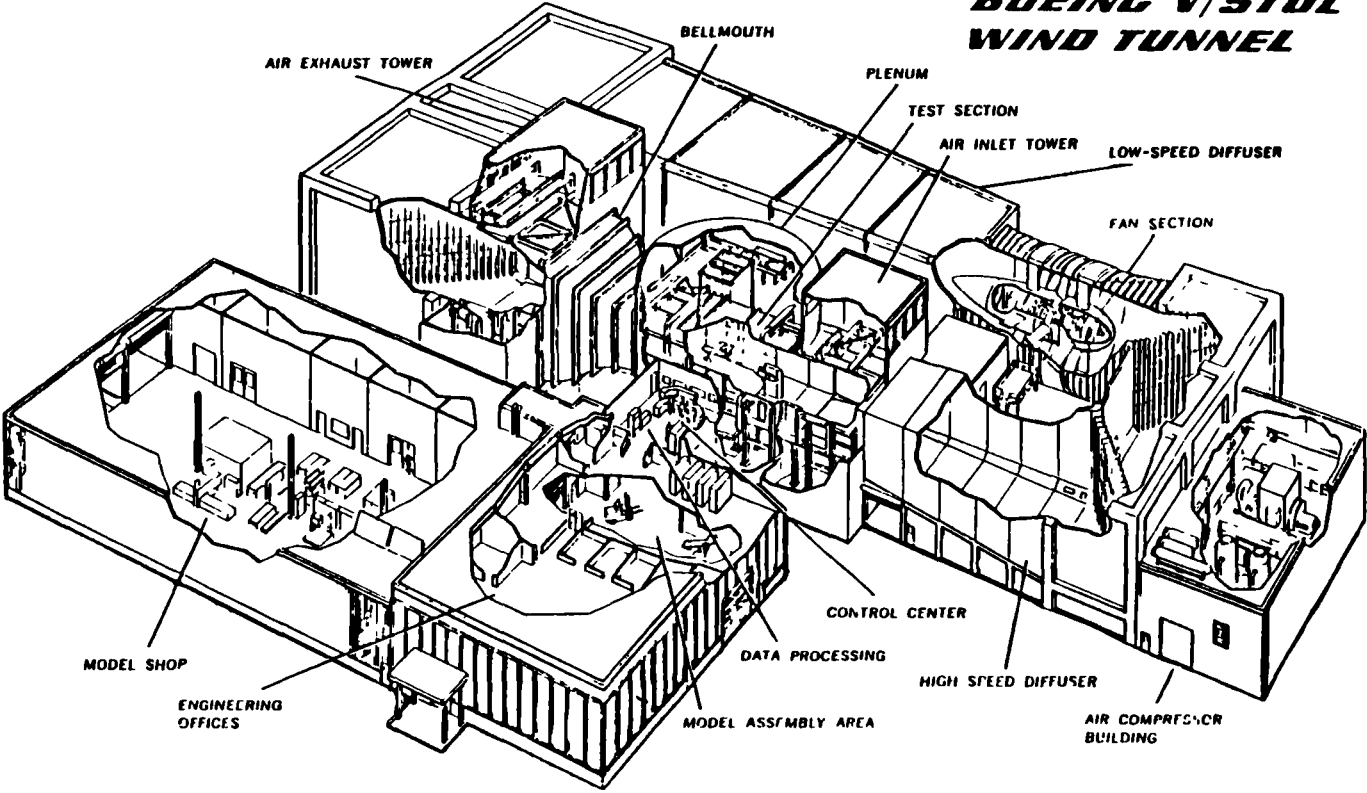 BOEING V/STOL
WIND TUNNEL
BELLMOUTH
AIR EXHAUST TOWER
PLENUM
TEST SECTION
AIR INLET TOWER
LOW-SPEED DIFFUSER
FAN SECTION
CONTROL CENTER
DATA PROCESSING
MODEL SHOP
HIGH SPEED DIFFUSER
ENGINEERING
OFFICES
MODEL ASSEMBLY AREA
AIR COMPRESSOR
BUILDING